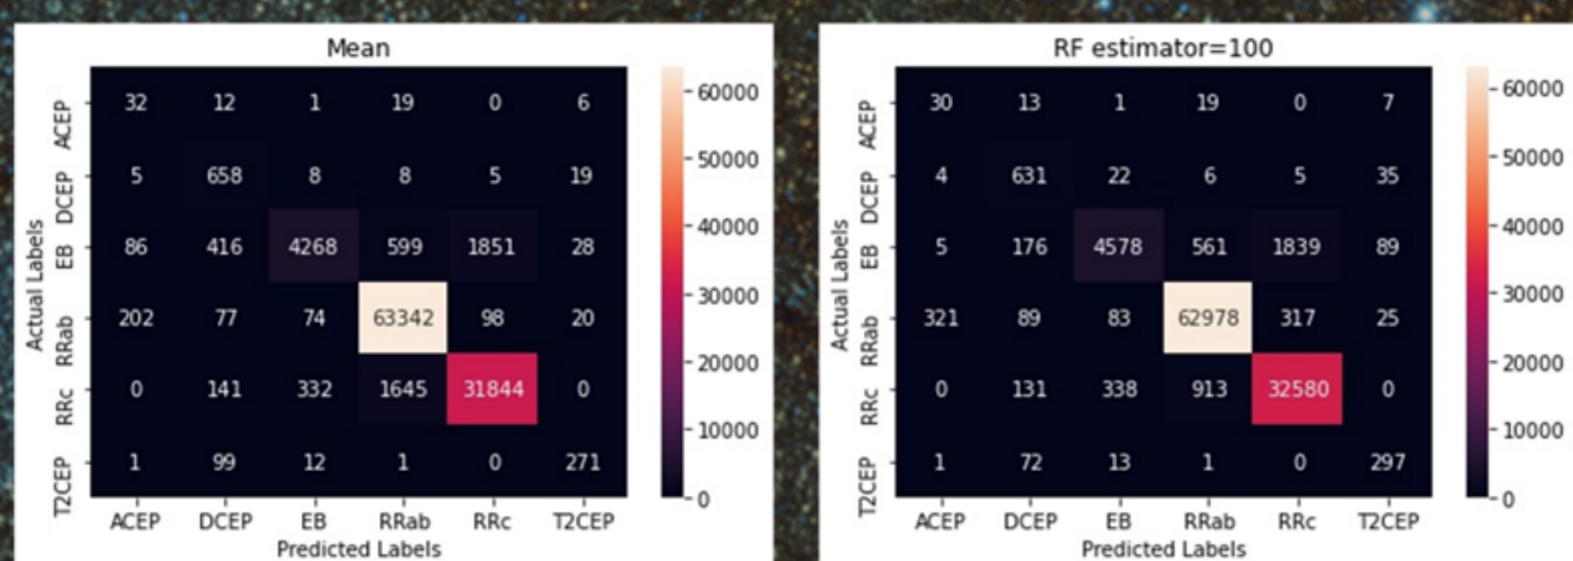 Mean
32 12 1 19 0 6
5 658 8 8 5 19
86 416 4268 599 1851 28
202 77 74 63342 98 20
0 141 332 1645 31844 0
1 99 12 1 0 271
ACEP
DCEP
EB
RRab
RRc
T2CEP
Actual Labels
ACEP DCEP EB RRab RRc T2CEP
Predicted Labels
60000
50000
40000
30000
20000
10000
0
RF estimator=100
30 13 1 19 0 7
4 631 22 6 5 35
5 176 4578 561 1839 89
321 89 83 62978 317 25
0 131 338 913 32580 0
1 72 13 1 0 297
ACEP
DCEP
EB
RRab
RRc
T2CEP
Actual Labels
ACEP DCEP EB RRab RRc T2CEP
Predicted Labels
60000
50000
40000
30000
20000
10000
0